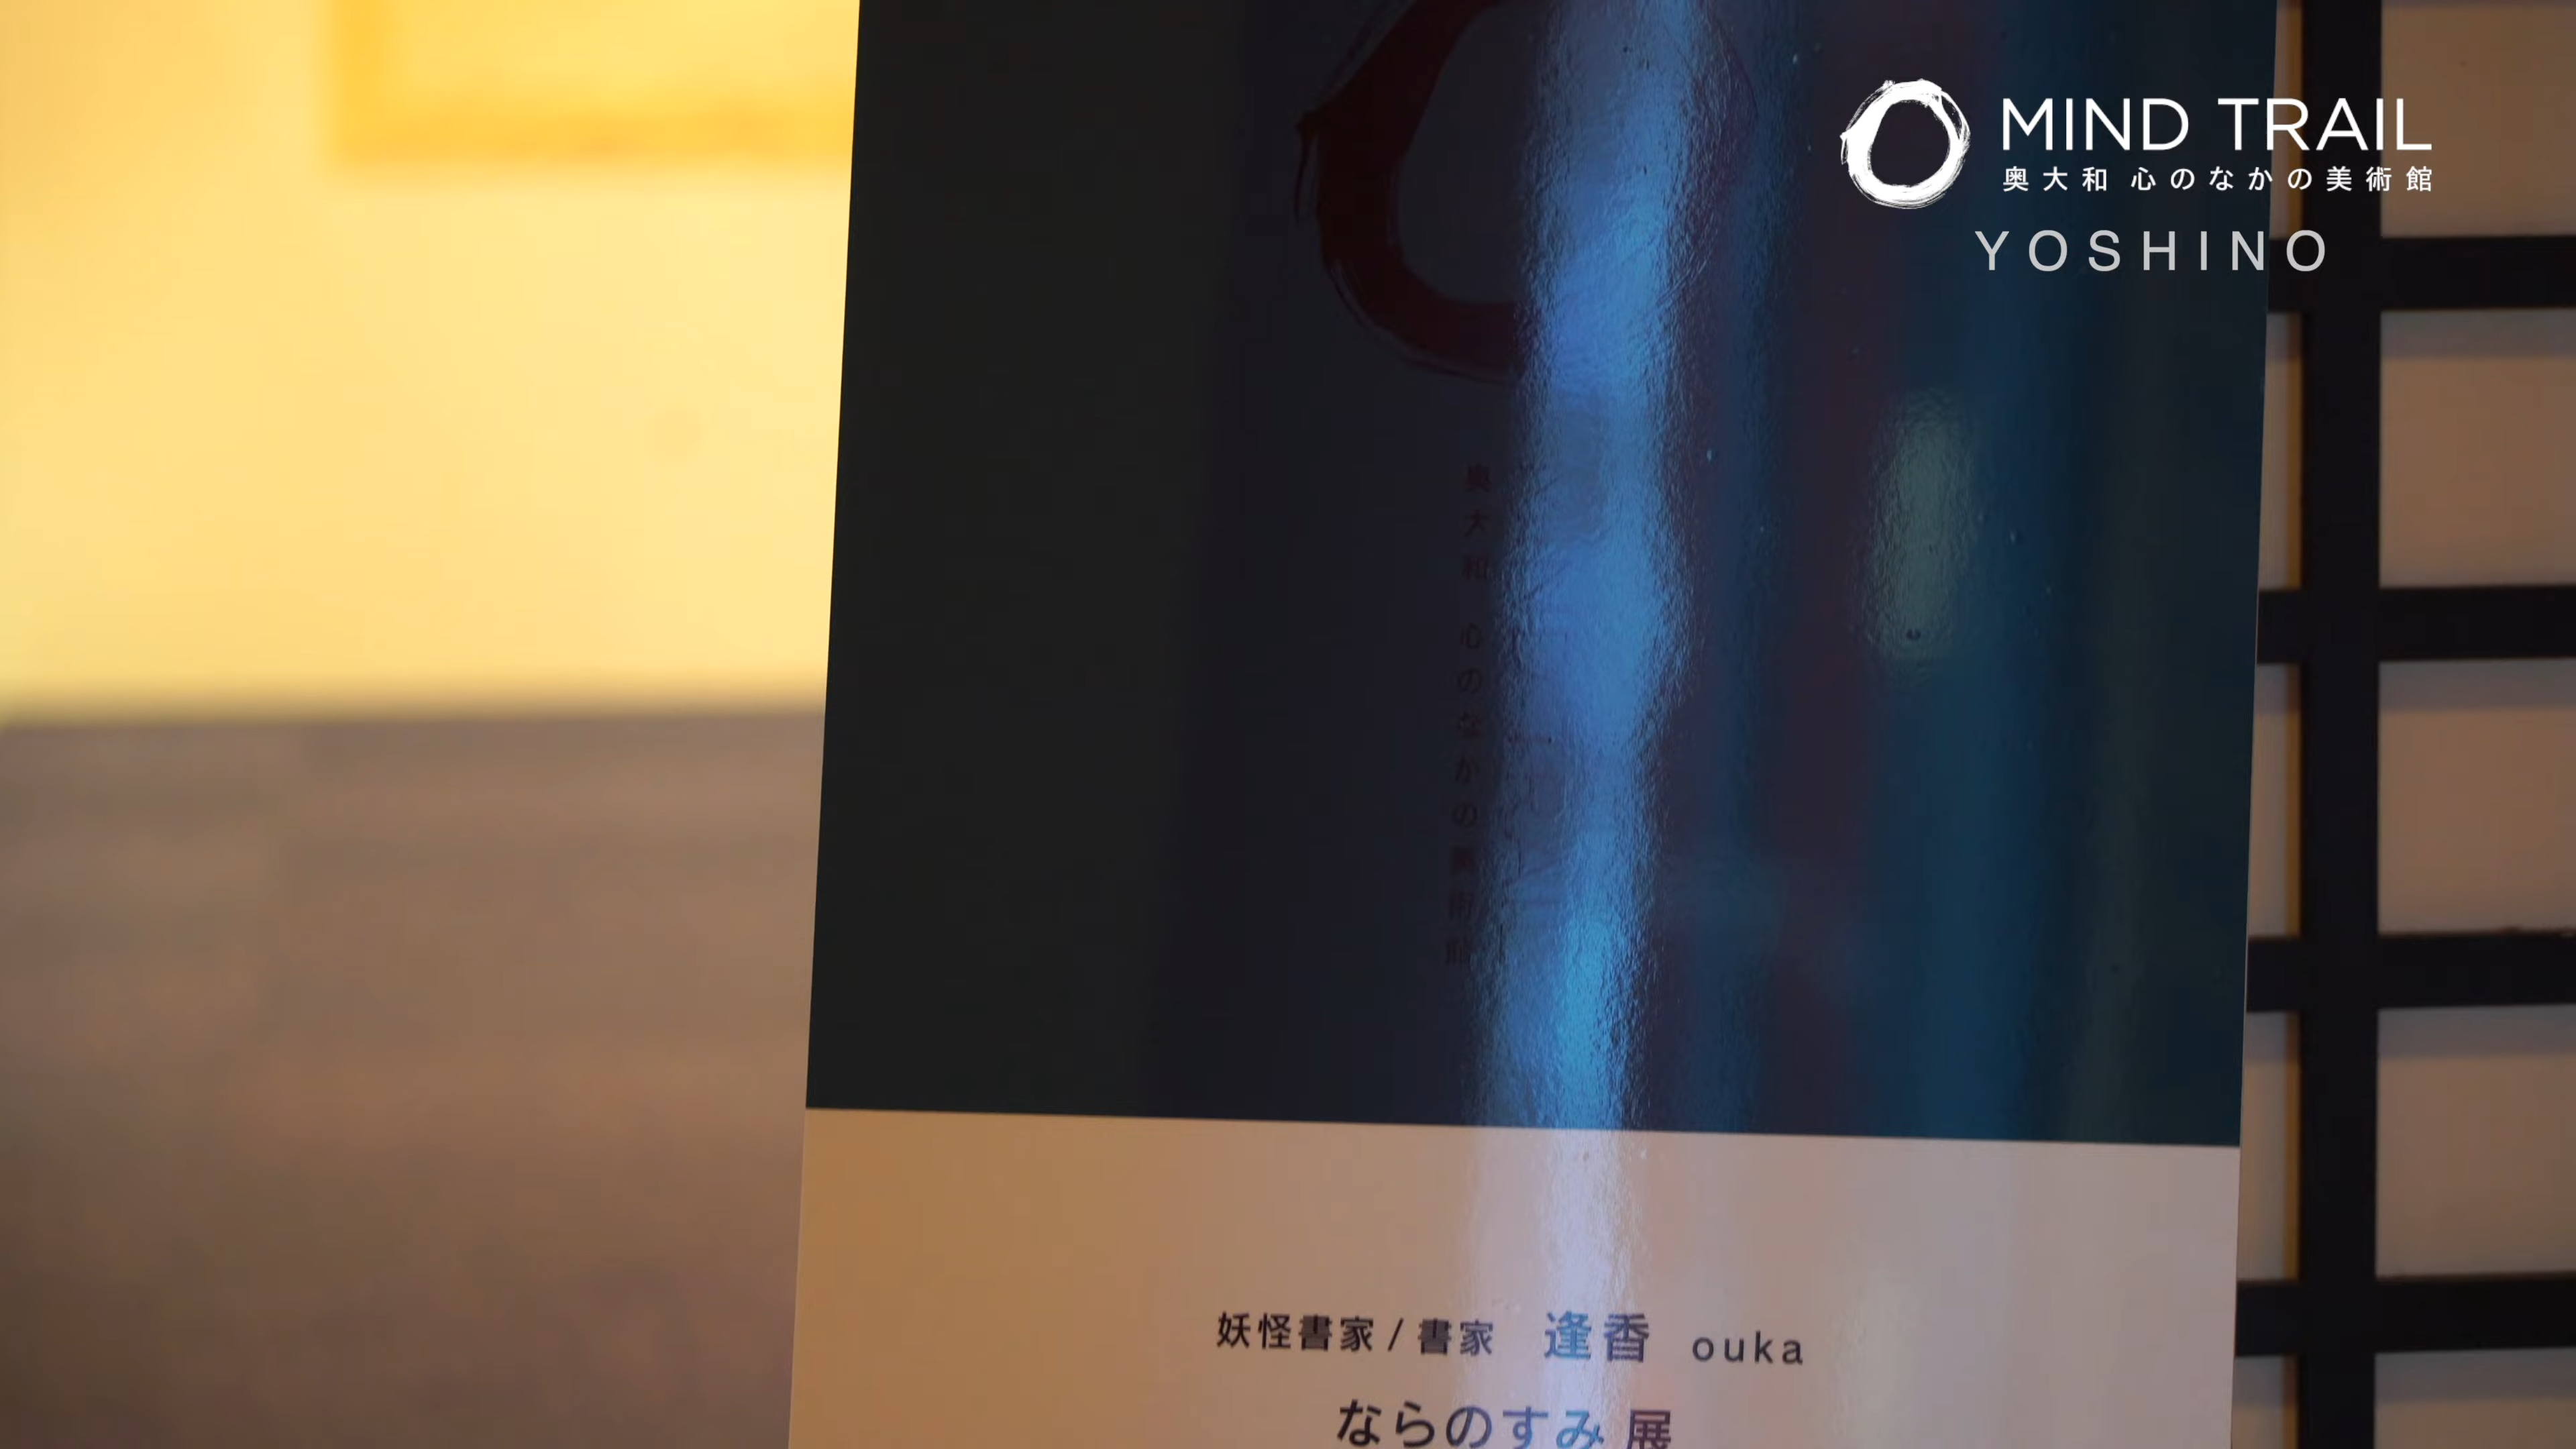 MIND TRAIL
奥大和 心のなかの美術館
YOSHINO
奥大和 心のなかの美術館
妖怪書家 / 書家 逢香 ouka
ならのすみ展